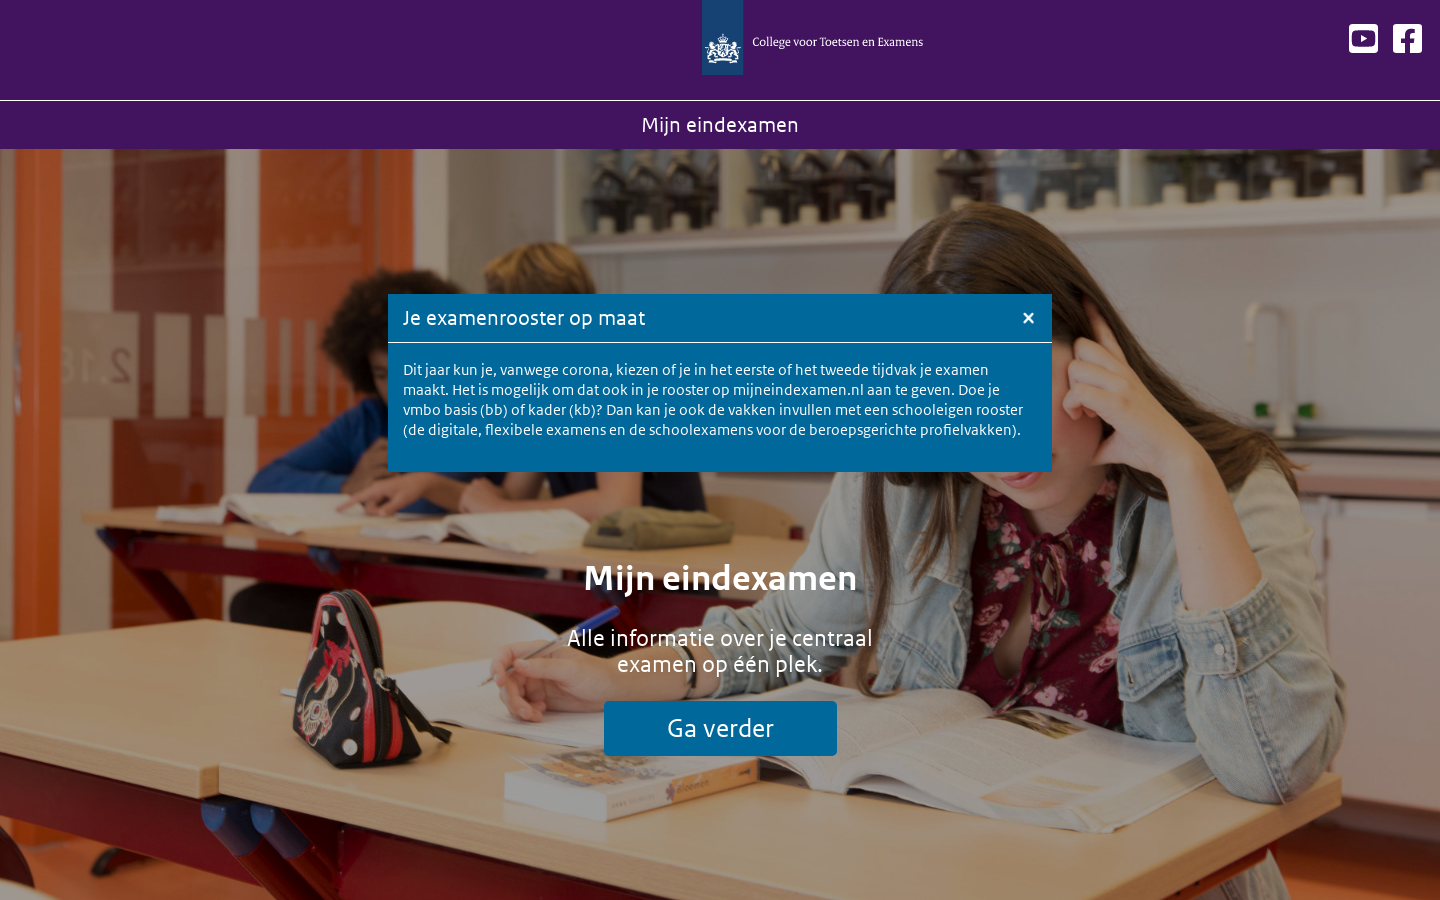 College voor Toetsen en Examens
Mijn eindexamen
Je examenrooster op maat
Dit jaar kun je, vanwege corona, kiezen of je in het eerste of het tweede tijdvak je examen
maakt. Het is mogelijk om dat ook in je rooster op mijneindexamen.nl aan te geven. Doe je
vmbo basis (bb) of kader (kb)? Dan kan je ook de vakken invullen met een schooleigen rooster
(de digitale, flexibele examens en de schoolexamens voor de beroepsgerichte profielvakken).
Mijn eindexamen
Alle informatie over je centraal
examen op één plek.
Ga verder